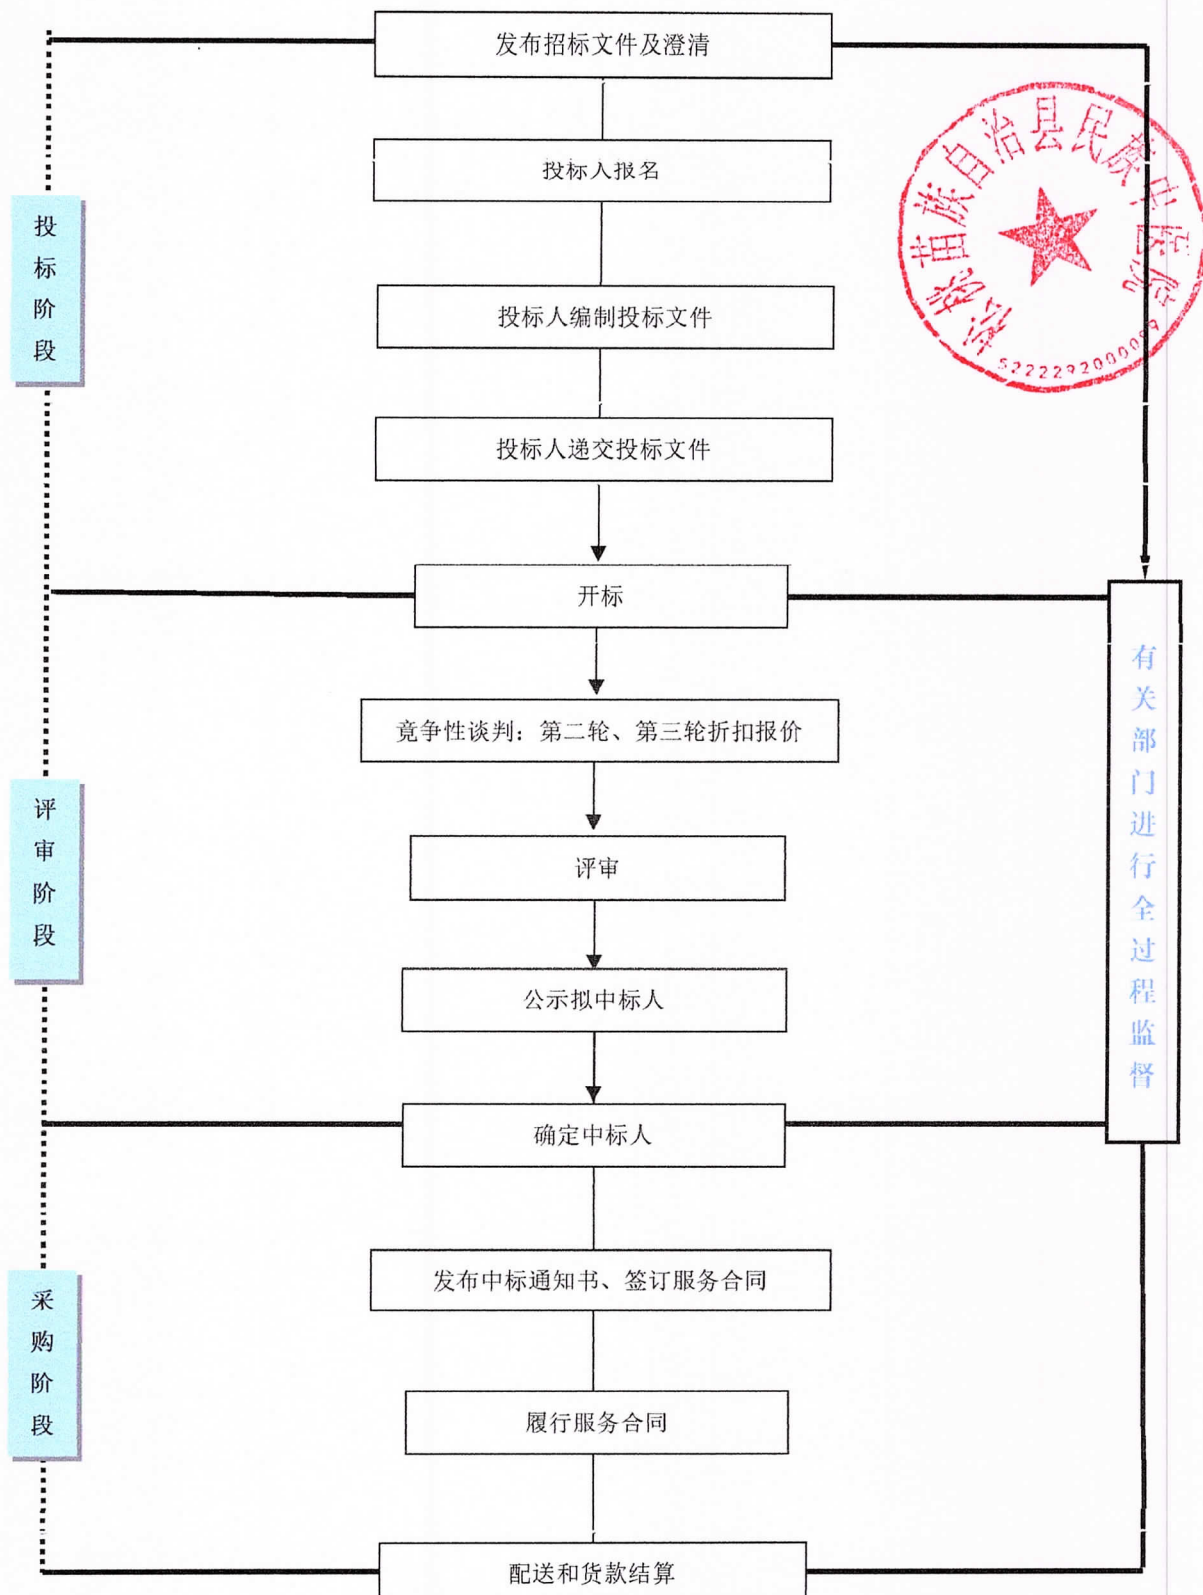 发布招标文件及澄清
投标人报名
投标人编制投标文件
投标人递交投标文件
开标
竟争性谈判：第二轮、第三轮折扣报价
评审
公示拟中标人
确定中标人
发布中标通知书、签订服务合同
履行服务合同
配送和货款结算
投标阶段
评审阶段
采购阶段
有关部门进行全过程监督
松桃苗族自治县民族中医院